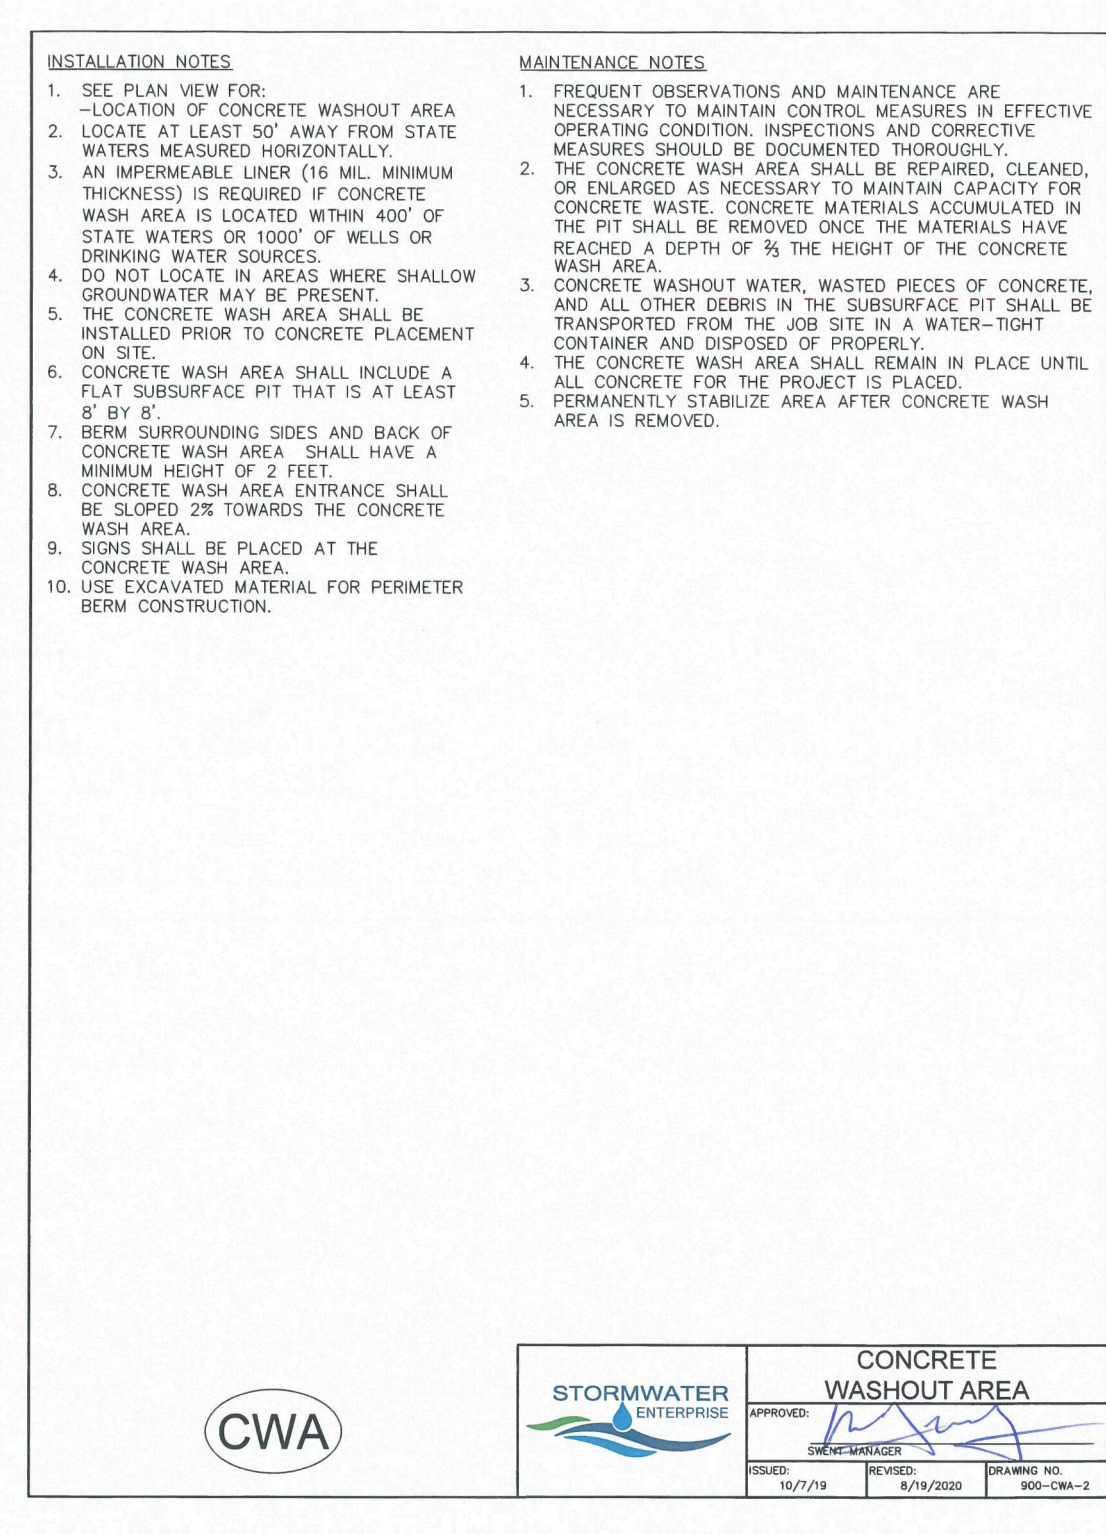 INSTALLATION NOTES
1. SEE PLAN VIEW FOR:
-LOCATION OF CONCRETE WASHOUT AREA
2. LOCATE AT LEAST 50' AWAY FROM STATE
WATERS MEASURED HORIZONTALLY.
3. AN IMPERMEABLE LINER (16 MIL. MINIMUM
THICKNESS) IS REQUIRED IF CONCRETE
WASH AREA IS LOCATED WITHIN 400' OF
STATE WATERS OR 1000' OF WELLS OR
DRINKING WATER SOURCES.
4. DO NOT LOCATE IN AREAS WHERE SHALLOW
GROUNDWATER MAY BE PRESENT.
5. THE CONCRETE WASH AREA SHALL BE
INSTALLED PRIOR TO CONCRETE PLACEMENT
ON SITE.
6. CONCRETE WASH AREA SHALL INCLUDE A
FLAT SUBSURFACE PIT THAT IS AT LEAST
8' BY 8'.
7. BERM SURROUNDING SIDES AND BACK OF
CONCRETE WASH AREA SHALL HAVE A
MINIMUM HEIGHT OF 2 FEET.
8. CONCRETE WASH AREA ENTRANCE SHALL
BE SLOPED 2% TOWARDS THE CONCRETE
WASH AREA.
9. SIGNS SHALL BE PLACED AT THE
CONCRETE WASH AREA.
10. USE EXCAVATED MATERIAL FOR PERIMETER
BERM CONSTRUCTION.
MAINTENANCE NOTES
1. FREQUENT OBSERVATIONS AND MAINTENANCE ARE
NECESSARY TO MAINTAIN CONTROL MEASURES IN EFFECTIVE
OPERATING CONDITION. INSPECTIONS AND CORRECTIVE
MEASURES SHOULD BE DOCUMENTED THOROUGHLY.
2. THE CONCRETE WASH AREA SHALL BE REPAIRED, CLEANED,
OR ENLARGED AS NECESSARY TO MAINTAIN CAPACITY FOR
CONCRETE WASTE. CONCRETE MATERIALS ACCUMULATED IN
THE PIT SHALL BE REMOVED ONCE THE MATERIALS HAVE
REACHED A DEPTH OF ⅔ THE HEIGHT OF THE CONCRETE
WASH AREA.
3. CONCRETE WASHOUT WATER, WASTED PIECES OF CONCRETE,
AND ALL OTHER DEBRIS IN THE SUBSURFACE PIT SHALL BE
TRANSPORTED FROM THE JOB SITE IN A WATER-TIGHT
CONTAINER AND DISPOSED OF PROPERLY.
4. THE CONCRETE WASH AREA SHALL REMAIN IN PLACE UNTIL
ALL CONCRETE FOR THE PROJECT IS PLACED.
5. PERMANENTLY STABILIZE AREA AFTER CONCRETE WASH
AREA IS REMOVED.
CWA
STORMWATER
ENTERPRISE
CONCRETE
WASHOUT AREA
APPROVED:
SWENT MANAGER
ISSUED:
10/7/19
REVISED:
8/19/2020
DRAWING NO.
900-CWA-2